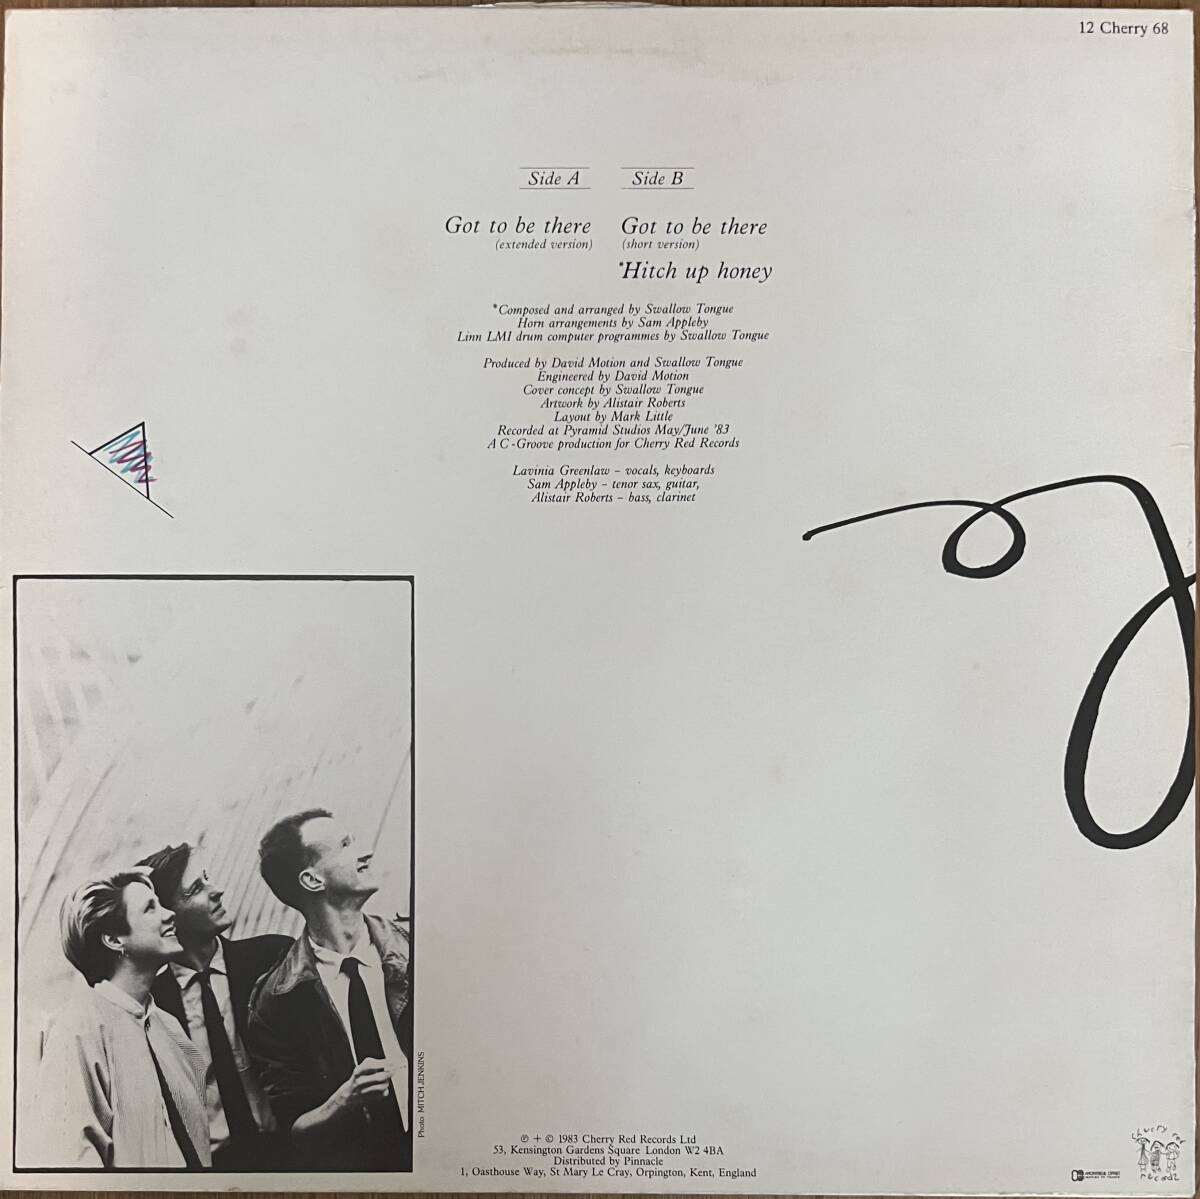 12 Cherry 68
Side A
Side B
Got to be there
(extended version)
Got to be there
(short version)
*Hitch up honey
*Composed and arranged by Swallow Tongue
Horn arrangements by Sam Appleby
Linn LMI drum computer programmes by Swallow Tongue
Produced by David Motion and Swallow Tongue
Engineered by David Motion
Cover concept by Swallow Tongue
Artwork by Alistair Roberts
Layout by Mark Little
Recorded at Pyramid Studios May/June '83
A C-Groove production for Cherry Red Records
Lavinia Greenlaw – vocals, keyboards
Sam Appleby – tenor sax, guitar,
Alistair Roberts – bass, clarinet
Photo: MITCH JENKINS
℗ + © 1983 Cherry Red Records Ltd
53, Kensington Gardens Square London W2 4BA
Distributed by Pinnacle
1, Oasthouse Way, St Mary Le Cray, Orpington, Kent, England
cherry red
records